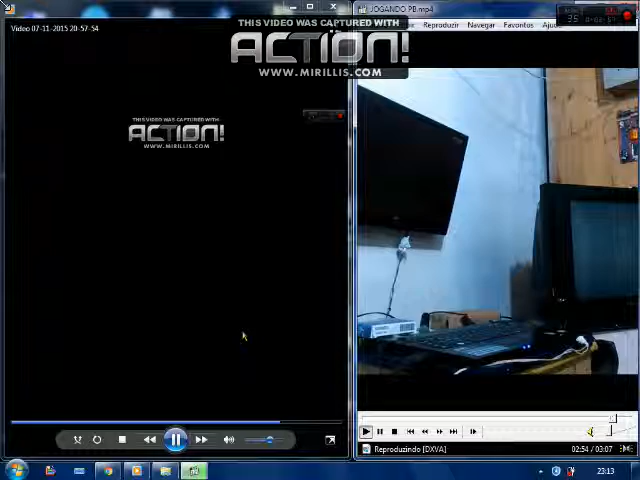 JOGANDO PB.mp4
THIS VIDEO WAS CAPTURED WITH
ACTION!
WWW.MIRILLIS.COM
Reproduzir Navegar Favoritos
Video 07-11-2015 20-57-54
35
THIS VIDEO WAS CAPTURED WITH
ACTION!
WWW.MIRILLIS.COM
Reproduzindo [DXVA]
02:54 / 03:07
23:13